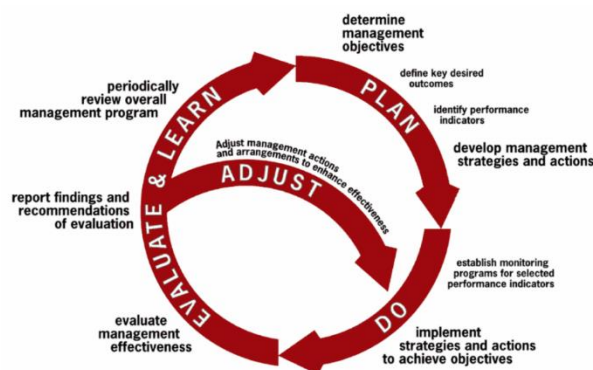 determine
management
objectives
define key desired
outcomes
identify performance
indicators
develop management
strategies and actions
PLAN
establish monitoring
programs for selected
performance indicators
DO
implement
strategies and actions
to achieve objectives
evaluate
management
effectiveness
report findings and
recommendations
of evaluation
EVALUATE & LEARN
periodically
review overall
management program
Adjust management actions
and arrangements to enhance effectiveness
ADJUST